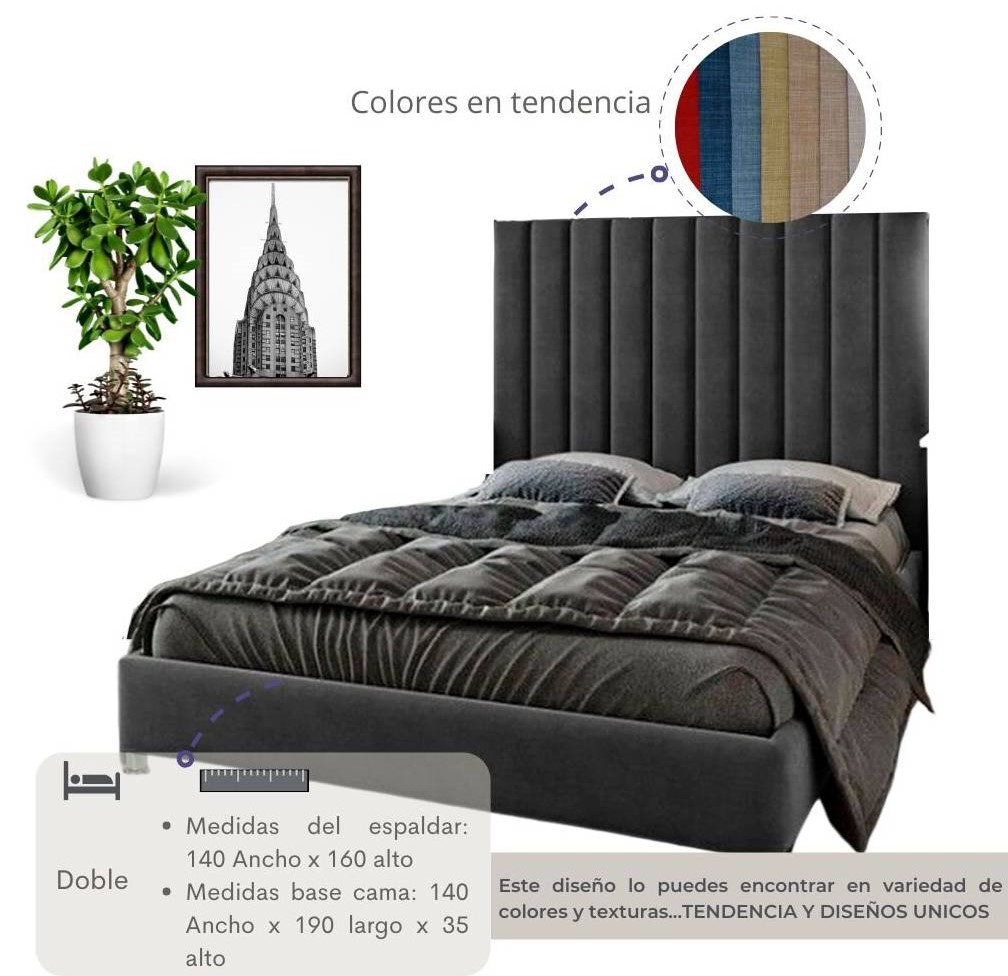 Colores en tendencia
Doble
• Medidas del espaldar:
140 Ancho x 160 alto
• Medidas base cama: 140
Ancho x 190 largo x 35
alto
Este diseño lo puedes encontrar en variedad de
colores y texturas...TENDENCIA Y DISEÑOS UNICOS